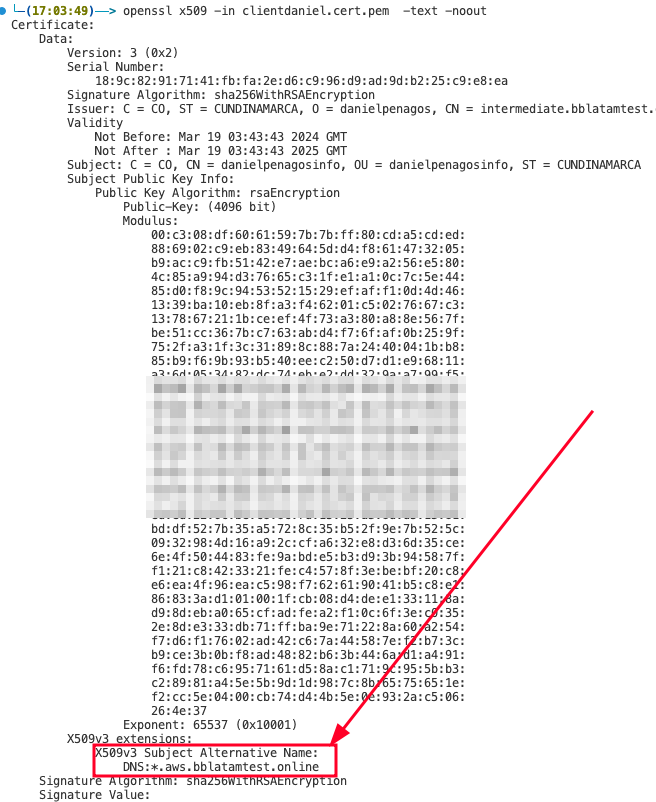 └─(17:03:49)──> openssl x509 -in clientdaniel.cert.pem  -text -noout
Certificate:
    Data:
        Version: 3 (0x2)
        Serial Number:
            18:9c:82:91:71:41:fb:fa:2e:d6:c9:96:d9:ad:9d:b2:25:c9:e8:ea
        Signature Algorithm: sha256WithRSAEncryption
        Issuer: C = CO, ST = CUNDINAMARCA, O = danielpenagos, CN = intermediate.bblatamtest.
        Validity
            Not Before: Mar 19 03:43:43 2024 GMT
            Not After : Mar 19 03:43:43 2025 GMT
        Subject: C = CO, CN = danielpenagosinfo, OU = danielpenagosinfo, ST = CUNDINAMARCA
        Subject Public Key Info:
            Public Key Algorithm: rsaEncryption
                Public-Key: (4096 bit)
                Modulus:
                    00:c3:08:df:60:61:59:7b:7b:ff:80:cd:a5:cd:ed:
                    88:69:02:c9:eb:83:49:64:5d:d4:f8:61:47:32:05:
                    b9:ac:c9:fb:51:42:e7:ae:bc:a6:e9:a2:56:e5:80:
                    4c:85:a9:94:d3:76:65:c3:1f:e1:a1:0c:7c:5e:44:
                    85:d0:f8:9c:94:53:52:15:29:ef:af:f1:0d:4d:46:
                    13:39:ba:10:eb:8f:a3:f4:62:01:c5:02:76:67:c3:
                    13:78:67:21:1b:ce:ef:4f:73:a3:80:a8:8e:56:7f:
                    be:51:cc:36:7b:c7:63:ab:d4:f7:6f:af:0b:25:9f:
                    75:2f:a3:1f:3c:31:89:8c:88:7a:24:40:04:1b:b8:
                    85:b9:f6:9b:93:b5:40:ee:c2:50:d7:d1:e9:68:11:
                    a3:6d:05:34:82:dc:74:eb:e2:dd:32:9a:a7:99:f5:
                    bd:df:52:7b:35:a5:72:8c:35:b5:2f:9e:7b:52:5c:
                    09:32:98:4d:16:a9:2c:cf:a6:32:e8:d3:6d:35:ce:
                    6e:4f:50:44:83:fe:9a:bd:e5:b3:d9:3b:94:58:7f:
                    f1:21:c8:42:33:21:fe:c4:57:8f:3e:be:bf:20:c8:
                    e6:ea:4f:96:ea:c5:98:f7:62:61:90:41:b5:c8:e1:
                    86:83:3a:d1:01:00:1f:cb:08:d4:de:e1:33:11:8a:
                    d9:8d:eb:a0:65:cf:ad:fe:a2:f1:0c:6f:3e:c6:35:
                    2e:8d:e3:33:db:71:ff:ba:9e:71:22:8a:60:a2:54:
                    f7:d6:f1:76:02:ad:42:c6:7a:44:58:7e:f2:b7:3c:
                    b9:ce:3b:0b:f8:ad:48:82:b6:3b:44:6a:d1:a4:91:
                    f6:fd:78:c6:95:71:61:d5:8a:c1:71:9c:95:5b:b3:
                    c2:89:81:a4:5e:5b:9d:1d:98:7c:8b:65:75:65:1e:
                    f2:cc:5e:04:00:cb:74:d4:4b:5e:0e:93:2a:c5:06:
                    26:4e:37
                Exponent: 65537 (0x10001)
        X509v3 extensions:
            X509v3 Subject Alternative Name:
                DNS:*.aws.bblatamtest.online
    Signature Algorithm: sha256WithRSAEncryption
    Signature Value: